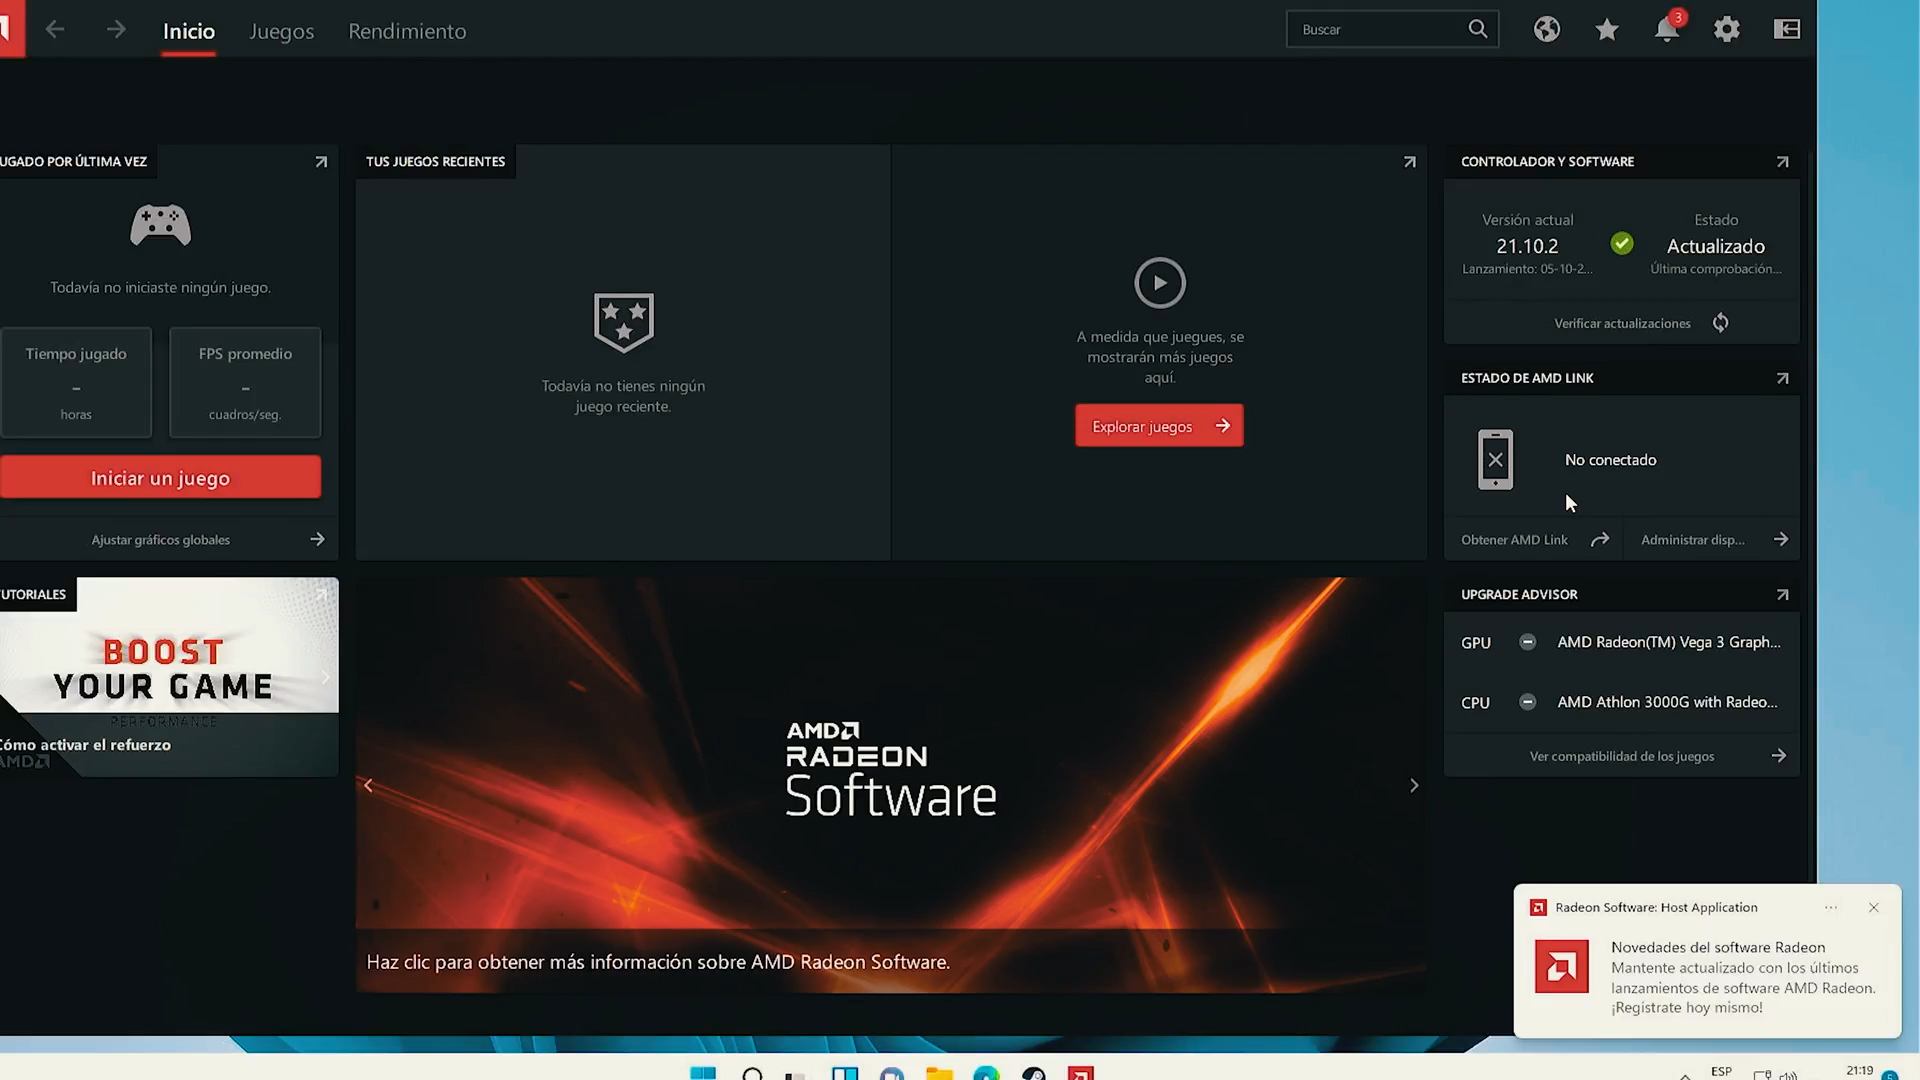 Inicio
Juegos
Rendimiento
Buscar
3
UGADO POR ÚLTIMA VEZ
Todavía no iniciaste ningún juego.
Tiempo jugado
-
horas
FPS promedio
-
cuadros/seg.
Iniciar un juego
Ajustar gráficos globales
TUS JUEGOS RECIENTES
Todavía no tienes ningún
juego reciente.
A medida que juegues, se
mostrarán más juegos
aquí.
Explorar juegos
CONTROLADOR Y SOFTWARE
Versión actual
21.10.2
Lanzamiento: 05-10-2...
Estado
Actualizado
Última comprobación...
Verificar actualizaciones
ESTADO DE AMD LINK
No conectado
Obtener AMD Link
Administrar disp...
UTORIALES
BOOST
YOUR GAME
PERFORMANCE
Cómo activar el refuerzo
AMD
AMD
RADEON
Software
Haz clic para obtener más información sobre AMD Radeon Software.
UPGRADE ADVISOR
GPU
AMD Radeon(TM) Vega 3 Graph...
CPU
AMD Athlon 3000G with Radeo...
Ver compatibilidad de los juegos
Radeon Software: Host Application
Novedades del software Radeon
Mantente actualizado con los últimos
lanzamientos de software AMD Radeon.
¡Regístrate hoy mismo!
ESP
21:19